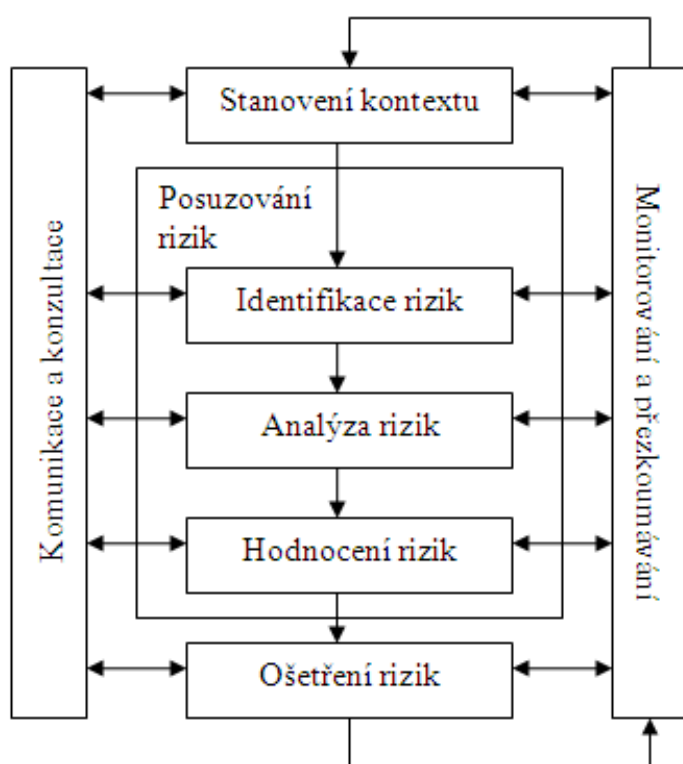 Stanovení kontextu
Posuzování
rizik
Identifikace rizik
Analýza rizik
Hodnocení rizik
Ošetření rizik
Komunikace a konzultace
Monitorování a přezkoumávání